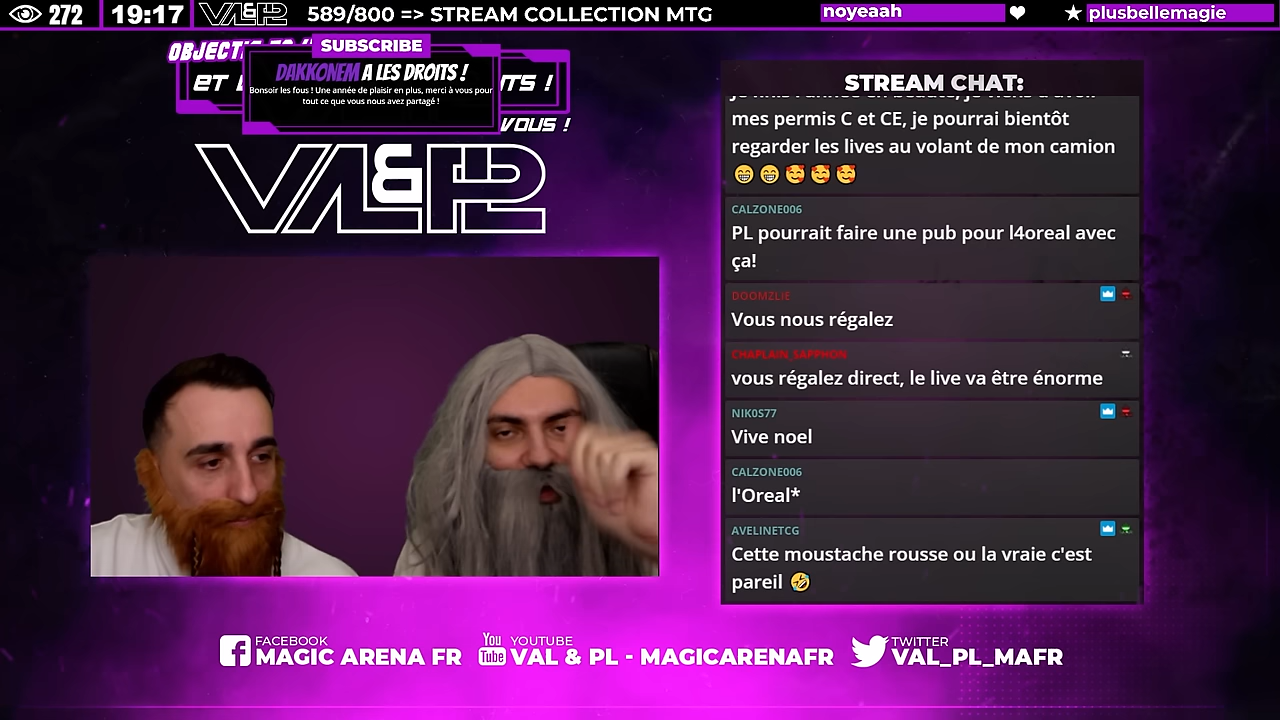 272
19:17
VAL&PL
589/800 => STREAM COLLECTION MTG
noyeaah
plusbellemagie
SUBSCRIBE
DAKKONEM A LES DROITS !
Bonsoir les fous ! Une année de plaisir en plus, merci à vous pour
tout ce que vous nous avez partagé !
VOUS !
VAL&PL
STREAM CHAT:
mes permis C et CE, je pourrai bientôt
regarder les lives au volant de mon camion
😁😁🥰🥰🥰
CALZONE006
PL pourrait faire une pub pour l4oreal avec
ça!
DOOMZLIE
Vous nous régalez
CHAPLAIN_SAPPHON
vous régalez direct, le live va être énorme
NIK0S77
Vive noel
CALZONE006
l'Oreal*
AVELINETCG
Cette moustache rousse ou la vraie c'est
pareil 🤣
FACEBOOK
MAGIC ARENA FR
You
Tube
YOUTUBE
VAL & PL - MAGICARENAFR
TWITTER
VAL_PL_MAFR